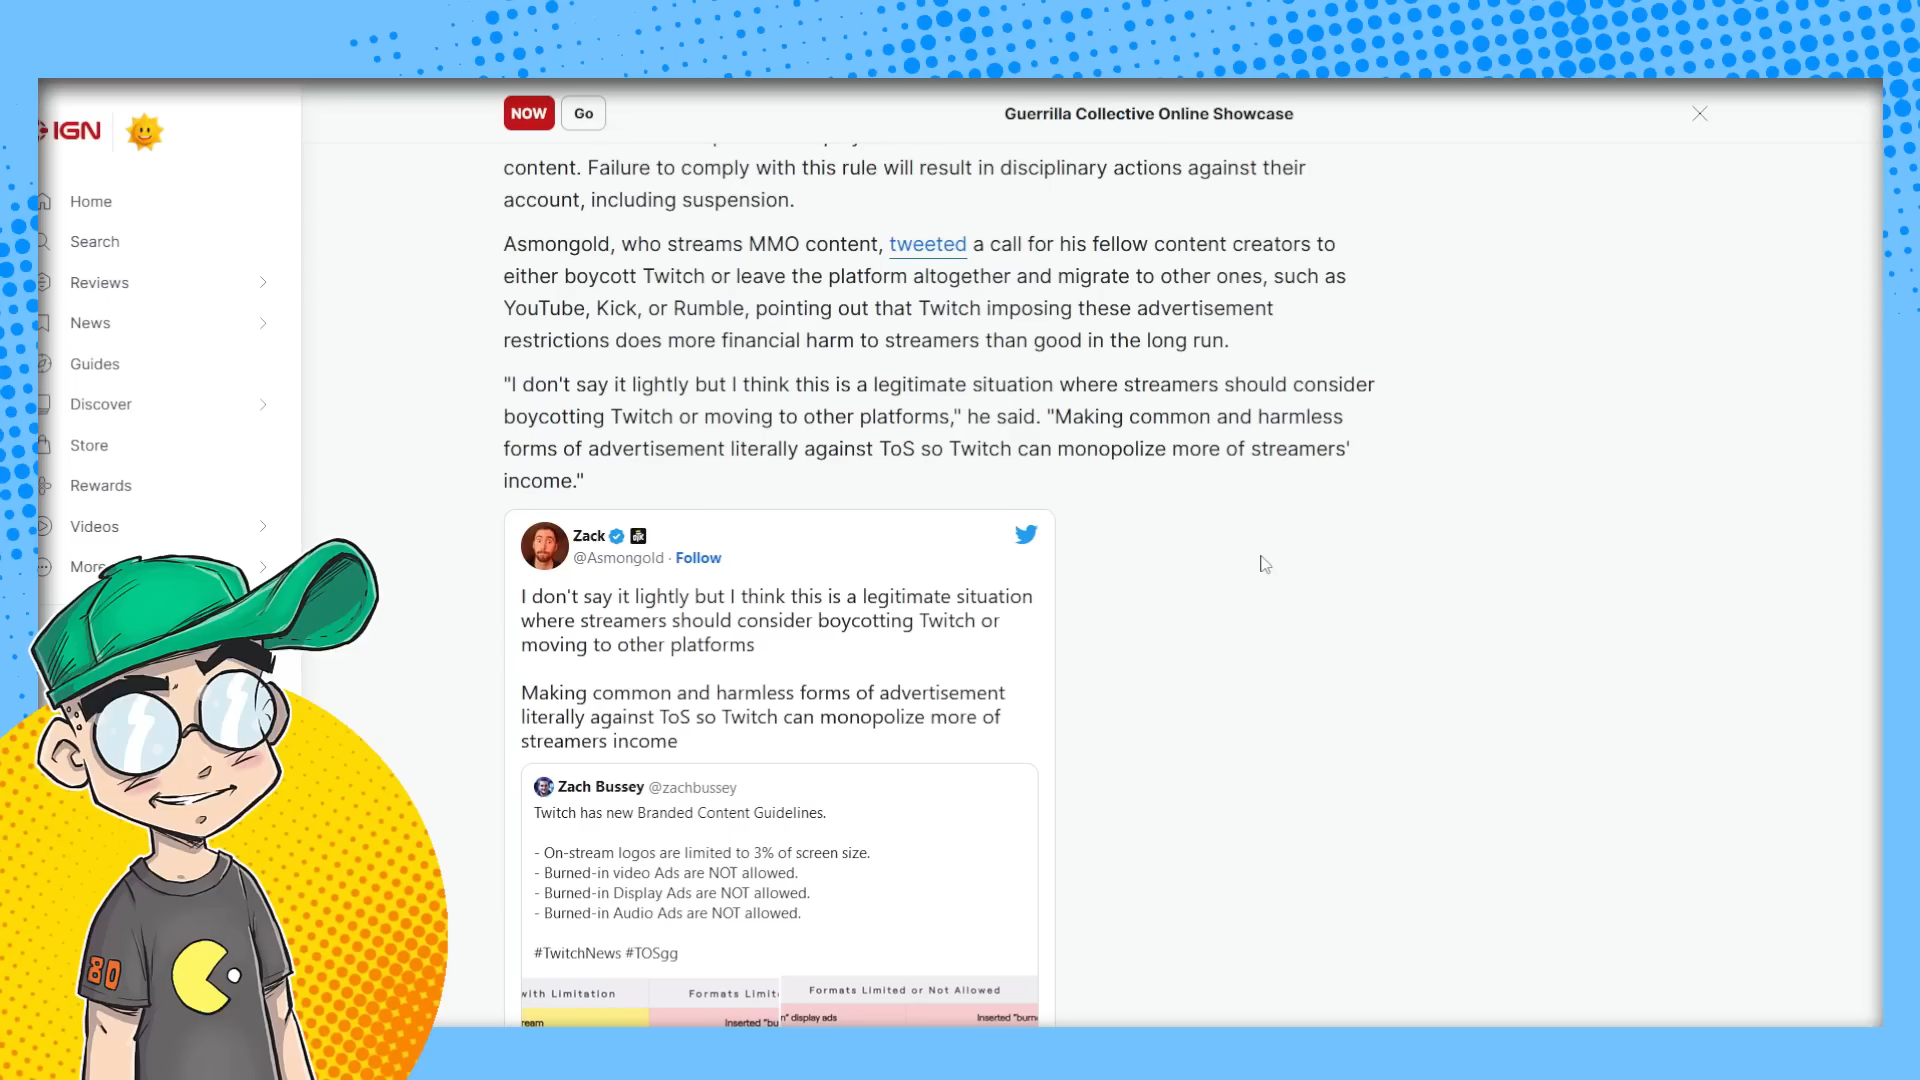 IGN
NOW
Go
Guerrilla Collective Online Showcase
Home
Search
Reviews
News
Guides
Discover
Store
Rewards
Videos
More
content. Failure to comply with this rule will result in disciplinary actions against their
account, including suspension.
Asmongold, who streams MMO content, tweeted a call for his fellow content creators to
either boycott Twitch or leave the platform altogether and migrate to other ones, such as
YouTube, Kick, or Rumble, pointing out that Twitch imposing these advertisement
restrictions does more financial harm to streamers than good in the long run.
"I don't say it lightly but I think this is a legitimate situation where streamers should consider
boycotting Twitch or moving to other platforms," he said. "Making common and harmless
forms of advertisement literally against ToS so Twitch can monopolize more of streamers'
income."
Zack
@Asmongold · Follow
I don't say it lightly but I think this is a legitimate situation
where streamers should consider boycotting Twitch or
moving to other platforms
Making common and harmless forms of advertisement
literally against ToS so Twitch can monopolize more of
streamers income
Zach Bussey @zachbussey
Twitch has new Branded Content Guidelines.
- On-stream logos are limited to 3% of screen size.
- Burned-in video Ads are NOT allowed.
- Burned-in Display Ads are NOT allowed.
- Burned-in Audio Ads are NOT allowed.
#TwitchNews #TOSgg
with Limitation
Formats Limit
Formats Limited or Not Allowed
ream
Inserted "bu
n" display ads
Inserted "burn
80